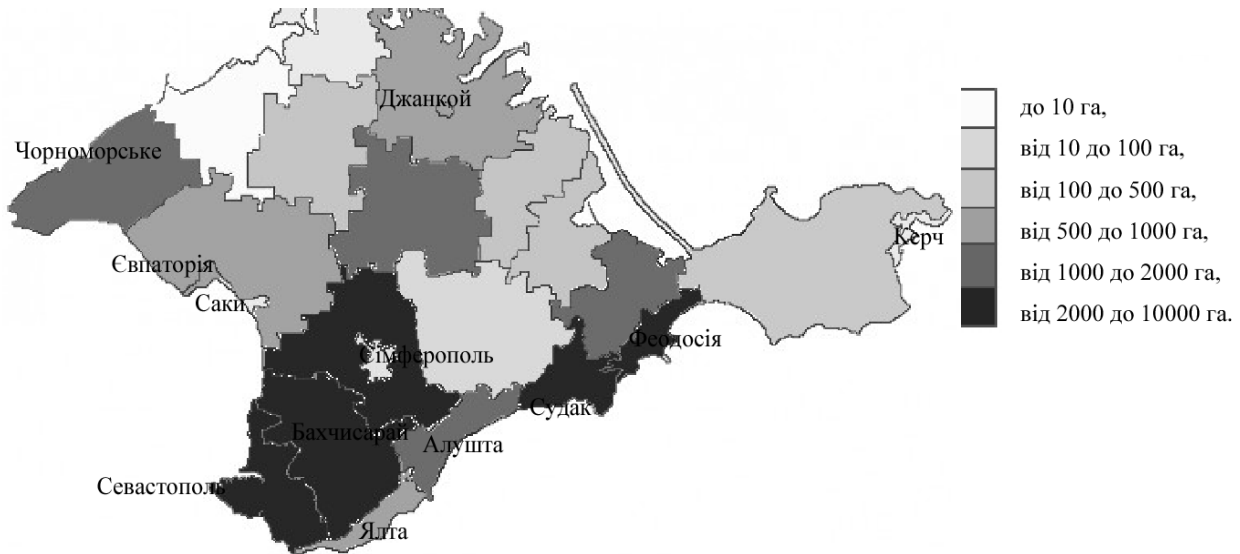 Джанкой
Чорноморське
Керч
Євпаторія
Саки
Феодосія
Сімферополь
Судак
Бахчисарай
Алушта
Севастополь
Ялта
до 10 га,
від 10 до 100 га,
від 100 до 500 га,
від 500 до 1000 га,
від 1000 до 2000 га,
від 2000 до 10000 га.